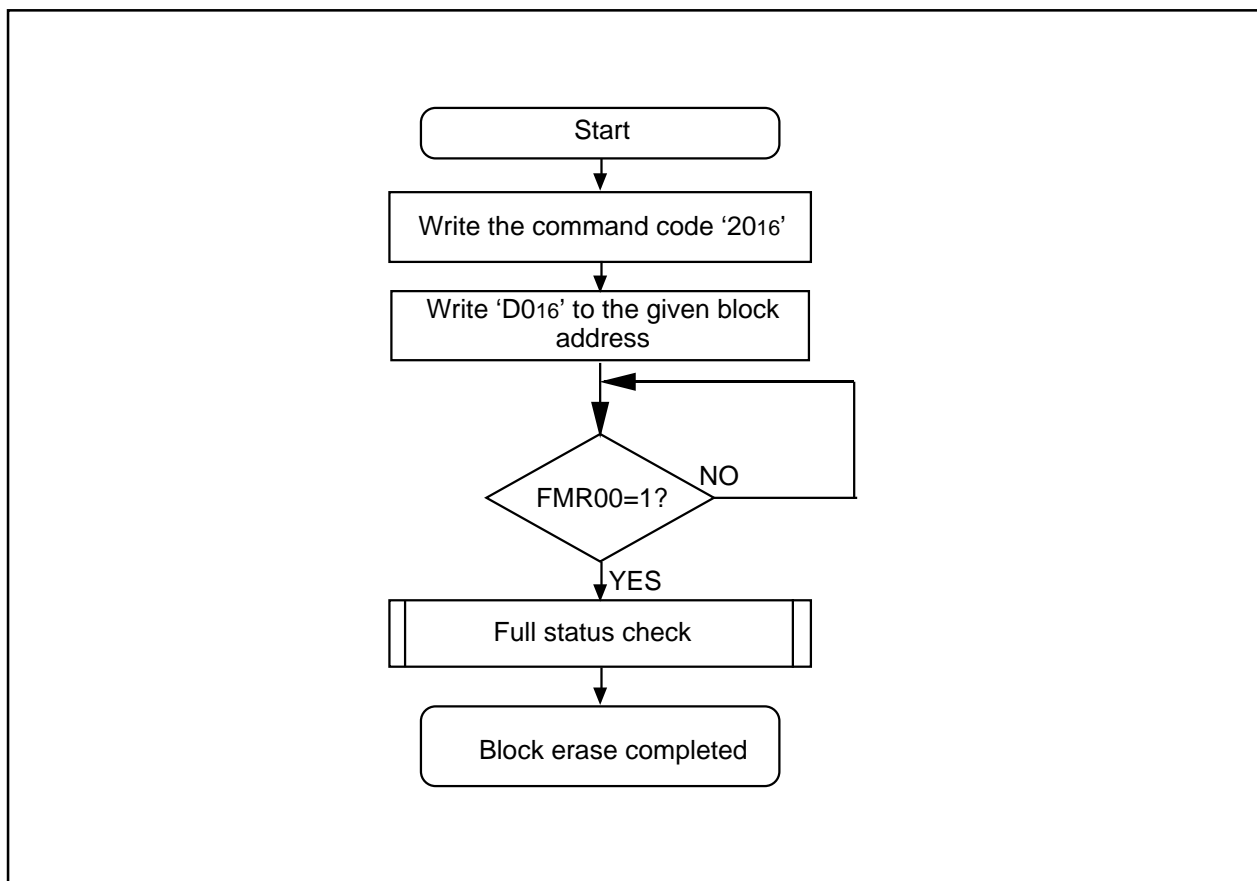 Start
Write the command code ‘2016’
Write ‘D016’ to the given block
address
FMR00=1?
NO
YES
Full status check
Block erase completed